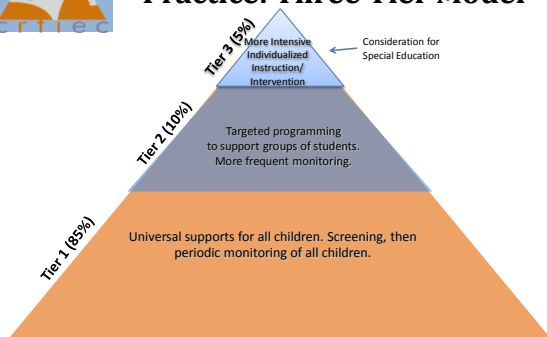 Practice: Three Tier Model
crtiec
Tier 3 (5%)
More Intensive
Individualized
Instruction/
Intervention
Consideration for
Special Education
Tier 2 (10%)
Targeted programming
to support groups of students.
More frequent monitoring.
Tier 1 (85%)
Universal supports for all children. Screening, then
periodic monitoring of all children.